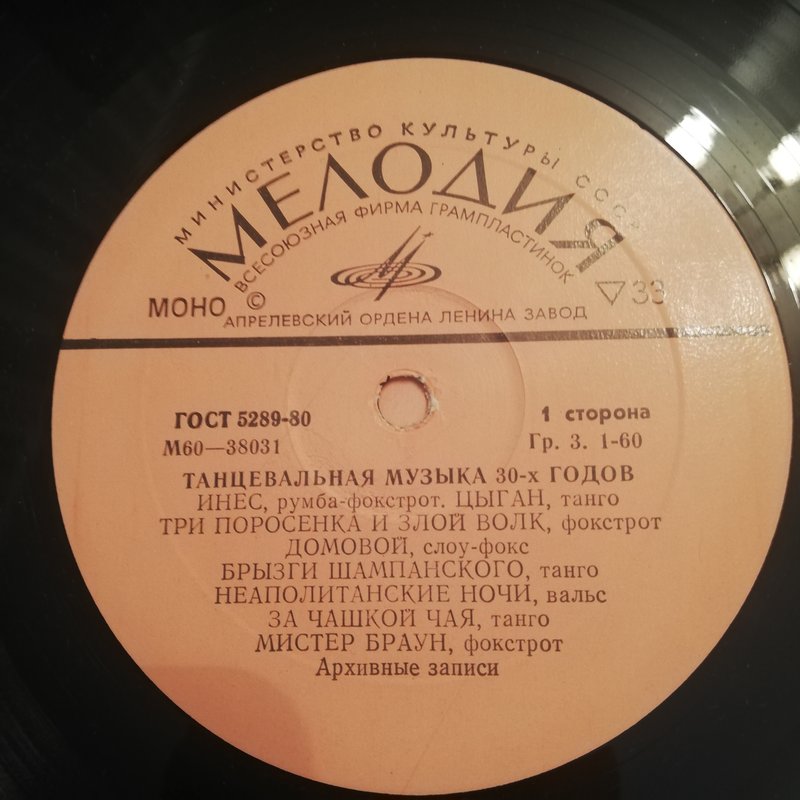 МИНИСТЕРСТВО КУЛЬТУРЫ СССР
МЕЛОДИЯ
ВСЕСОЮЗНАЯ ФИРМА ГРАМПЛАСТИНОК
МОНО © ▽33
АПРЕЛЕВСКИЙ ОРДЕНА ЛЕНИНА ЗАВОД
ГОСТ 5289-80 1 сторона
М60—38031 Гр. 3. 1-60
ТАНЦЕВАЛЬНАЯ МУЗЫКА 30-х ГОДОВ
ИНЕС, румба-фокстрот. ЦЫГАН, танго
ТРИ ПОРОСЕНКА И ЗЛОЙ ВОЛК, фокстрот
ДОМОВОЙ, слоу-фокс
БРЫЗГИ ШАМПАНСКОГО, танго
НЕАПОЛИТАНСКИЕ НОЧИ, вальс
ЗА ЧАШКОЙ ЧАЯ, танго
МИСТЕР БРАУН, фокстрот
Архивные записи